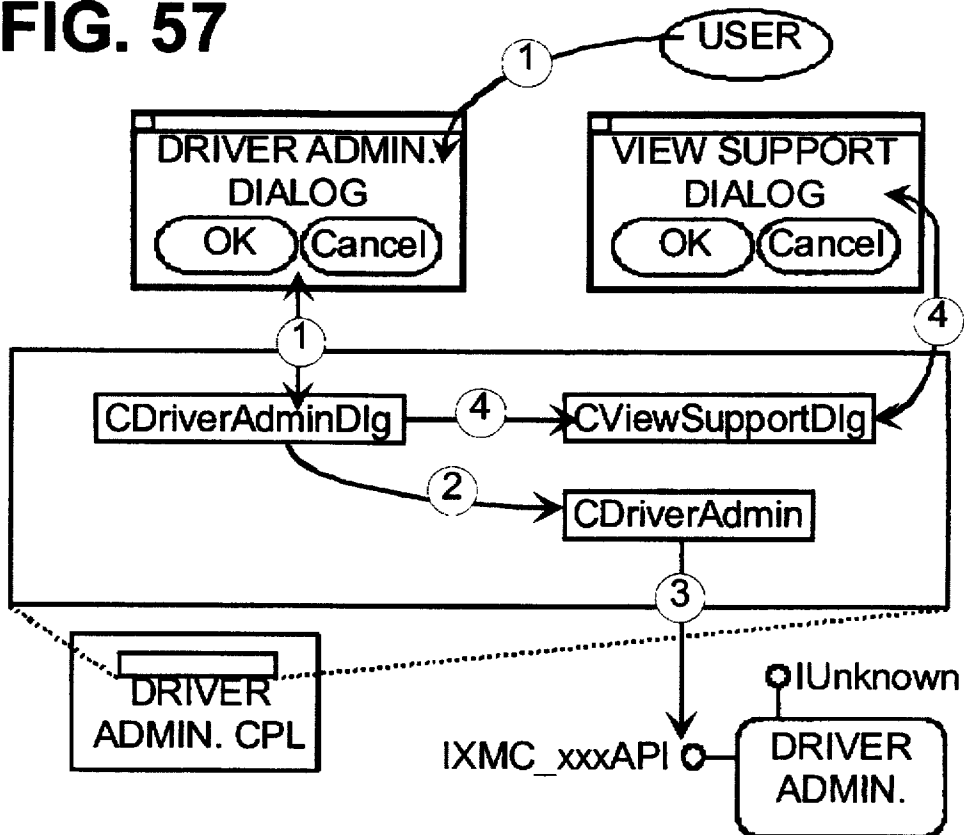 FIG. 57
USER
1
DRIVER ADMIN.
DIALOG
OK
Cancel
VIEW SUPPORT
DIALOG
OK
Cancel
1
4
CDriverAdminDlg
4
CViewSupportDlg
2
CDriverAdmin
3
DRIVER
ADMIN. CPL
IUnknown
IXMC_xxxAPI
DRIVER
ADMIN.